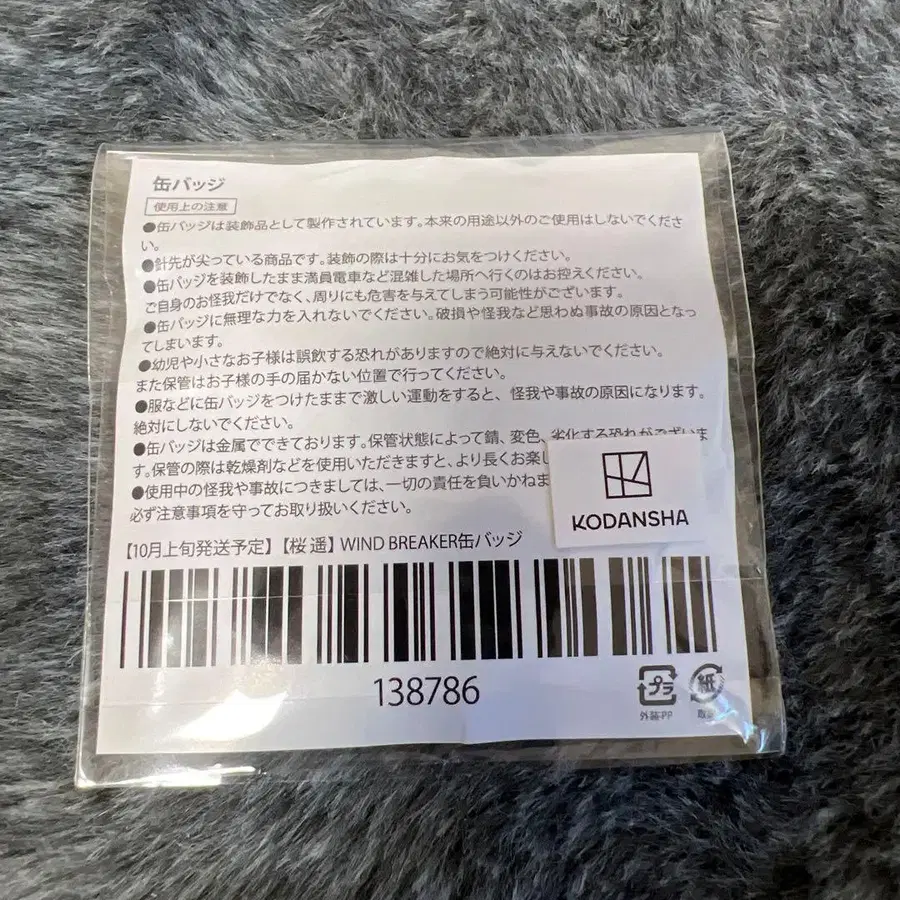 缶バッジ
使用上の注意
●缶バッジは装飾品として製作されています。本来の用途以外のご使用はしないでくださ
い。
●針先が尖っている商品です。装飾の際は十分にお気をつけください。
●缶バッジを装飾したまま満員電車など混雑した場所へ行くのはお控えください。
ご自身のお怪我だけでなく、周りにも危害を与えてしまう可能性がございます。
●缶バッジに無理な力を入れないでください。破損や怪我など思わぬ事故の原因となっ
てしまいます。
●幼児や小さなお子様は誤飲する恐れがありますので絶対に与えないでください。
また保管はお子様の手の届かない位置で行ってください。
●服などに缶バッジをつけたままで激しい運動をすると、怪我や事故の原因になります。
絶対にしないでください。
●缶バッジは金属でできております。保管状態によって錆、変色、劣化する恐れがございま
す。保管の際は乾燥剤などを使用いただきますと、より長くお楽し
●使用中の怪我や事故につきましては、一切の責任を負いかねま
必ず注意事項を守ってお取り扱いください。
KODANSHA
【10月上旬発送予定】【桜 遥】 WIND BREAKER缶バッジ
138786
プラ
紙
外装-PP